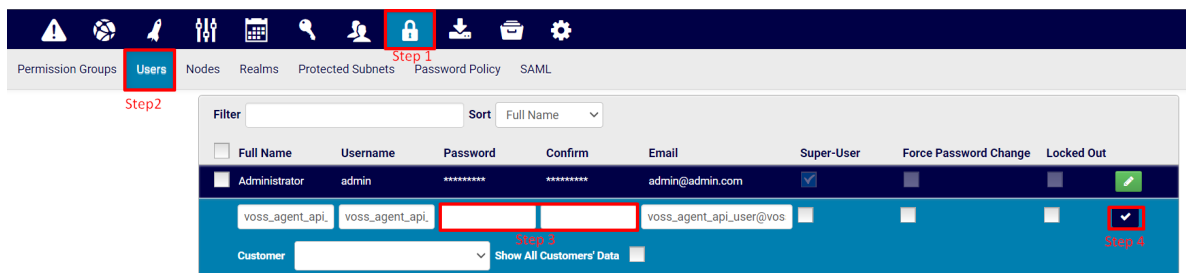 Step 1
Permission Groups Users Nodes Realms Protected Subnets Password Policy SAML
Step2
Filter Sort Full Name
Full Name Username Password Confirm Email Super-User Force Password Change Locked Out
Administrator admin ********* ********* admin@admin.com
voss_agent_api_ voss_agent_api_ voss_agent_api_user@vos
Step 3 Step 4
Customer Show All Customers' Data